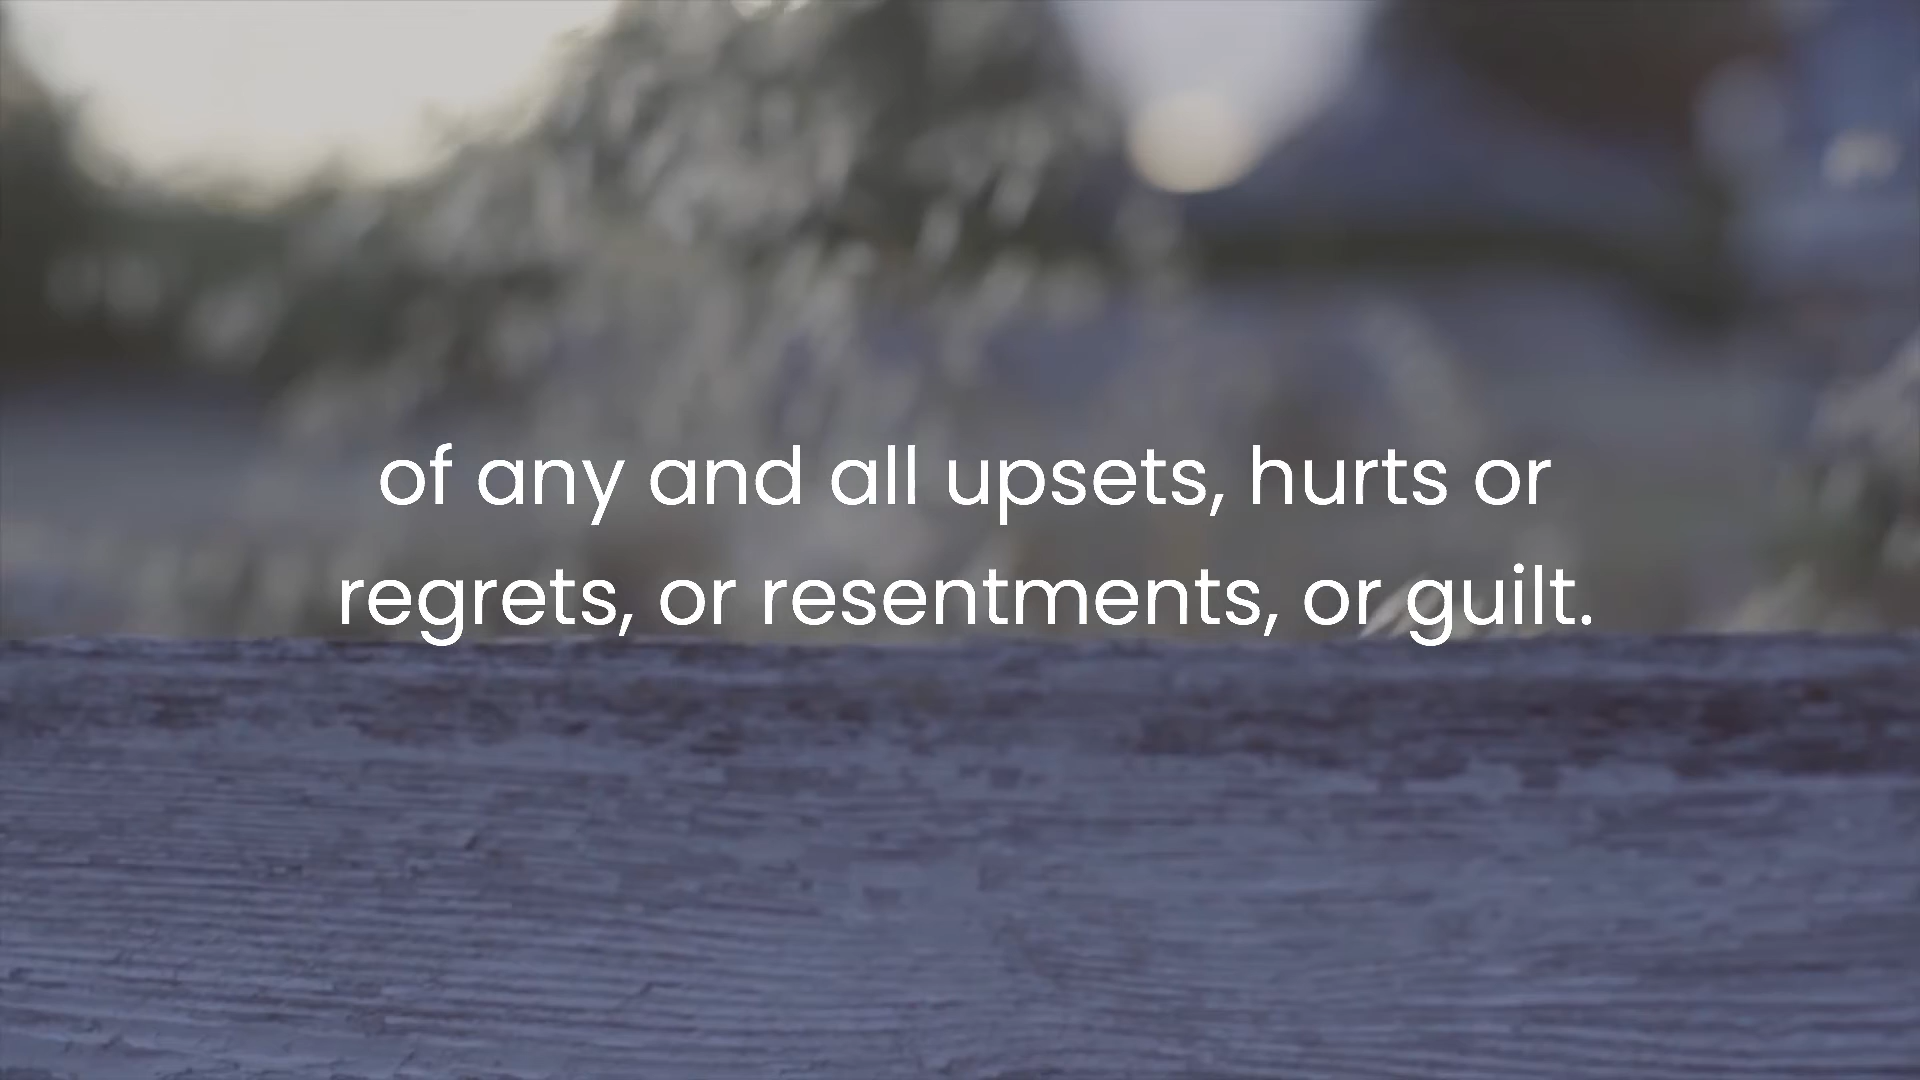 of any and all upsets, hurts or
regrets, or resentments, or guilt.